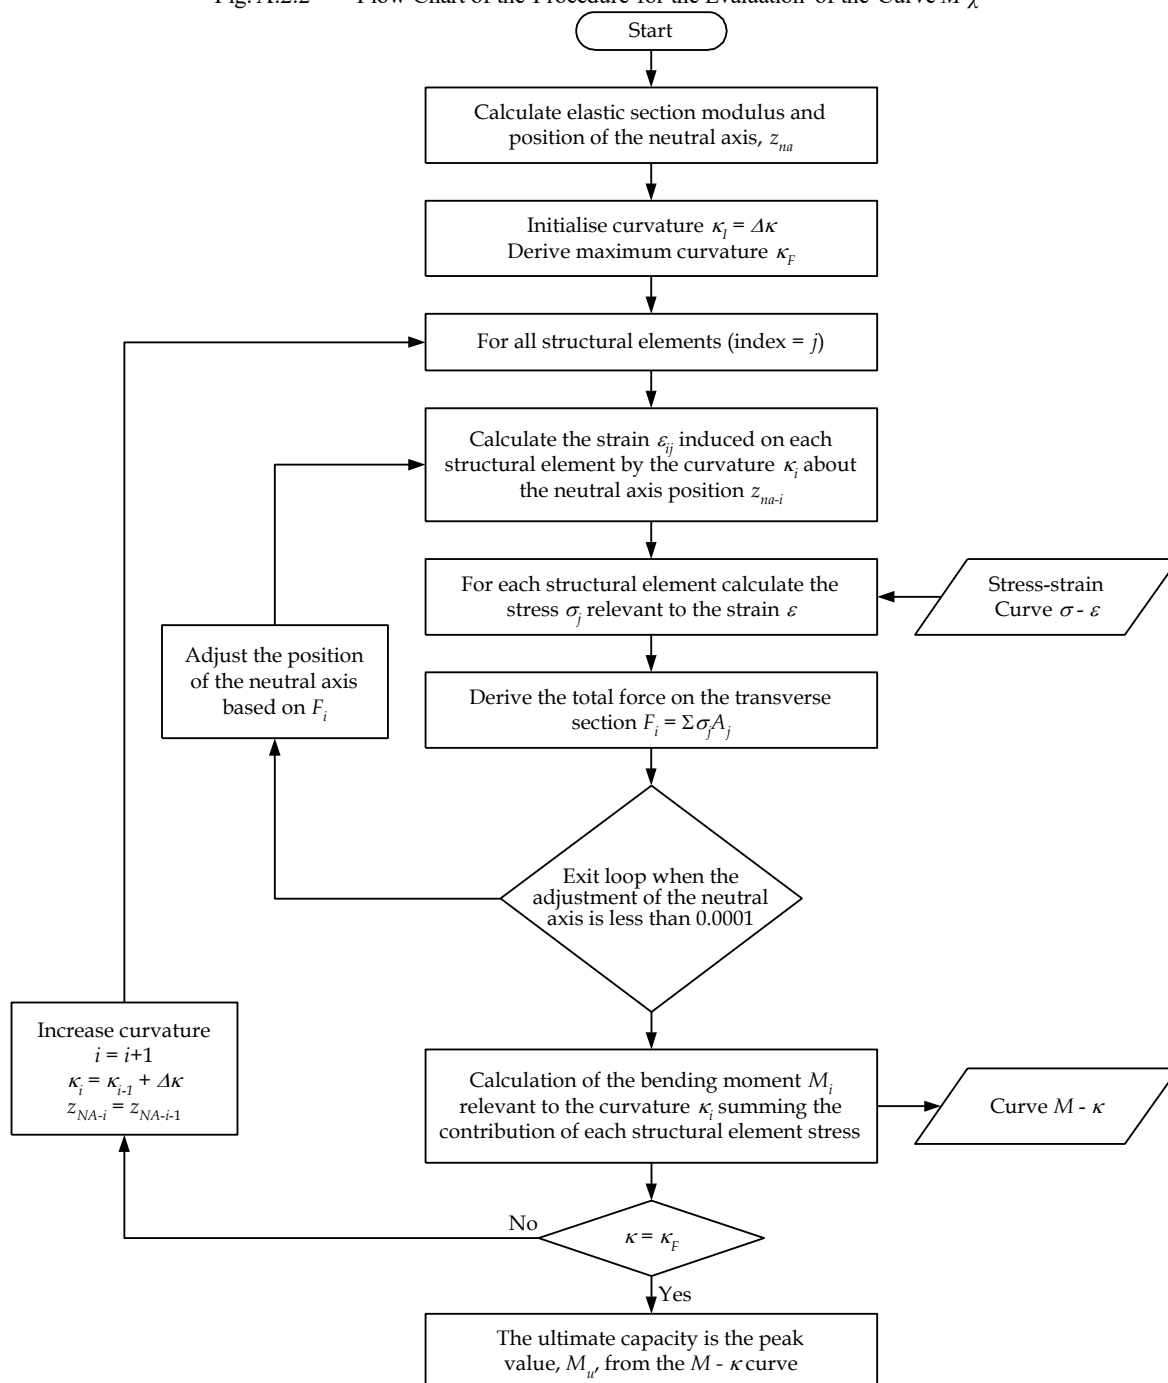 Fig. A.2.2 Flow Chart of the Procedure for the Evaluation of the Curve M-χ
Start
Calculate elastic section modulus and
position of the neutral axis, z_na
Initialise curvature κ_I = Δκ
Derive maximum curvature κ_F
For all structural elements (index = j)
Calculate the strain ε_ij induced on each
structural element by the curvature κ_i about
the neutral axis position z_na-i
For each structural element calculate the
stress σ_j relevant to the strain ε
Stress-strain
Curve σ - ε
Adjust the position
of the neutral axis
based on F_i
Derive the total force on the transverse
section F_i = Σσ_jA_j
Exit loop when the
adjustment of the neutral
axis is less than 0.0001
Increase curvature
i = i+1
κ_i = κ_i-1 + Δκ
z_NA-i = z_NA-i-1
Calculation of the bending moment M_i
relevant to the curvature κ_i summing the
contribution of each structural element stress
Curve M - κ
No
κ = κ_F
Yes
The ultimate capacity is the peak
value, M_u, from the M - κ curve